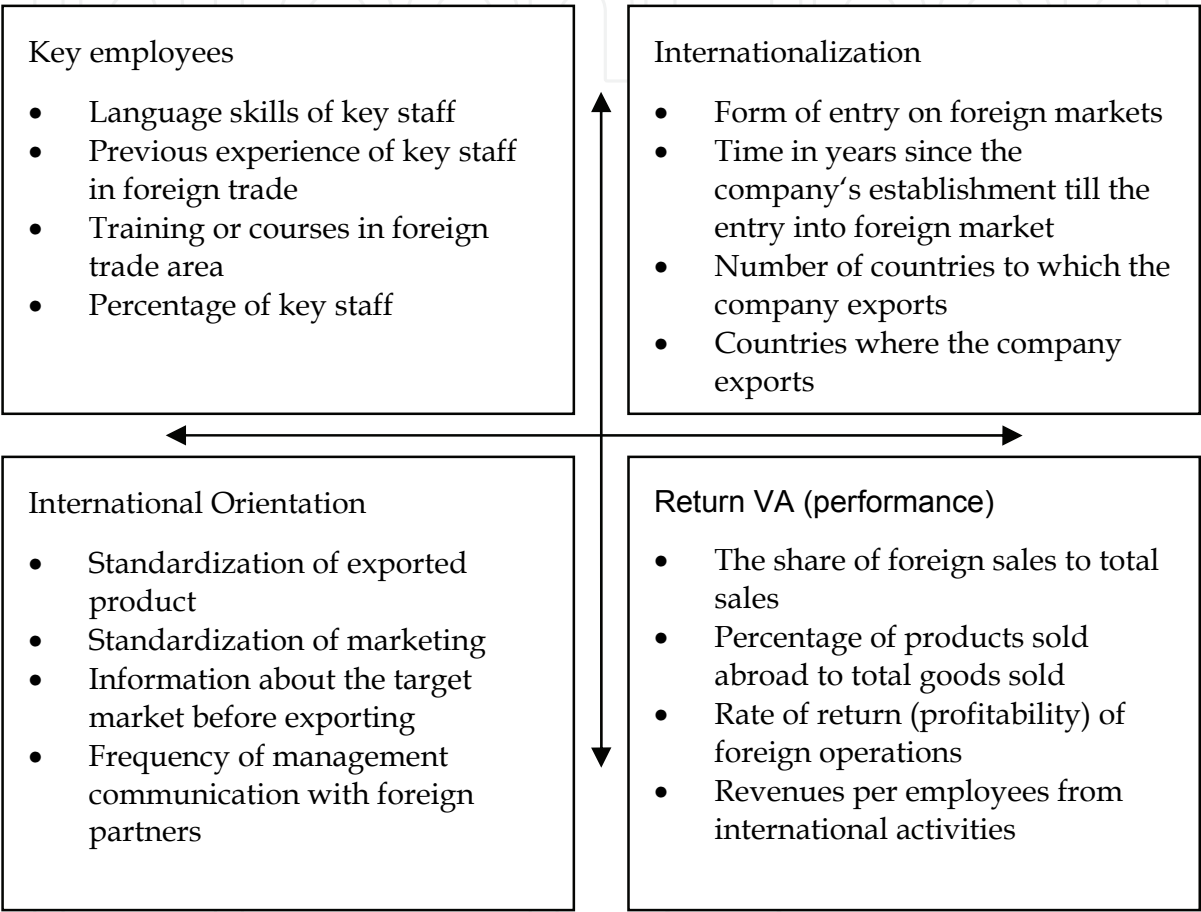 Key employees
• Language skills of key staff
• Previous experience of key staff
in foreign trade
• Training or courses in foreign
trade area
• Percentage of key staff
Internationalization
• Form of entry on foreign markets
• Time in years since the
company‘s establishment till the
entry into foreign market
• Number of countries to which the
company exports
• Countries where the company
exports
International Orientation
• Standardization of exported
product
• Standardization of marketing
• Information about the target
market before exporting
• Frequency of management
communication with foreign
partners
Return VA (performance)
• The share of foreign sales to total
sales
• Percentage of products sold
abroad to total goods sold
• Rate of return (profitability) of
foreign operations
• Revenues per employees from
international activities